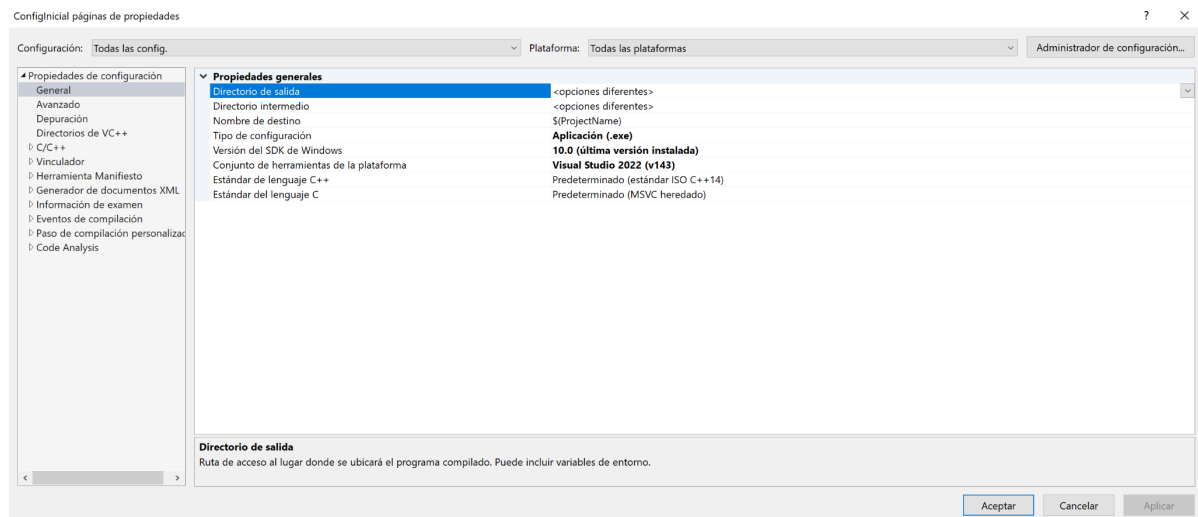 ConfigInicial páginas de propiedades
? ×
Configuración: Todas las config. Plataforma: Todas las plataformas Administrador de configuración...
Propiedades de configuración
General
Avanzado
Depuración
Directorios de VC++
C/C++
Vinculador
Herramienta Manifiesto
Generador de documentos XML
Información de examen
Eventos de compilación
Paso de compilación personalizac
Code Analysis
Propiedades generales
Directorio de salida <opciones diferentes>
Directorio intermedio <opciones diferentes>
Nombre de destino $(ProjectName)
Tipo de configuración Aplicación (.exe)
Versión del SDK de Windows 10.0 (última versión instalada)
Conjunto de herramientas de la plataforma Visual Studio 2022 (v143)
Estándar de lenguaje C++ Predeterminado (estándar ISO C++14)
Estándar del lenguaje C Predeterminado (MSVC heredado)
Directorio de salida
Ruta de acceso al lugar donde se ubicará el programa compilado. Puede incluir variables de entorno.
Aceptar Cancelar Aplicar